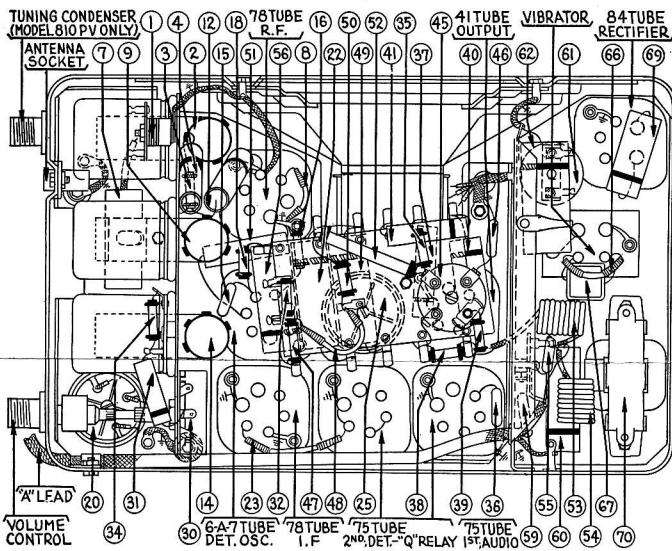 TUNING CONDENSER
(MODEL 810 PV ONLY)
ANTENNA
SOCKET
7
9
1
3
4
2
12
15
18
51
78 TUBE
R.F.
56
8
16
22
50
49
52
41
35
37
45
40
41 TUBE
OUTPUT
46
62
VIBRATOR
61
84 TUBE
RECTIFIER
66
69
"A" LEAD
VOLUME
CONTROL
20
34
31
30
14
6-A-7 TUBE
DET. OSC.
23
32
78 TUBE
I.F
47
48
25
75 TUBE
2ND. DET.-"Q" RELAY
38
39
75 TUBE
1ST. AUDIO
36
59
55
60
53
54
67
70